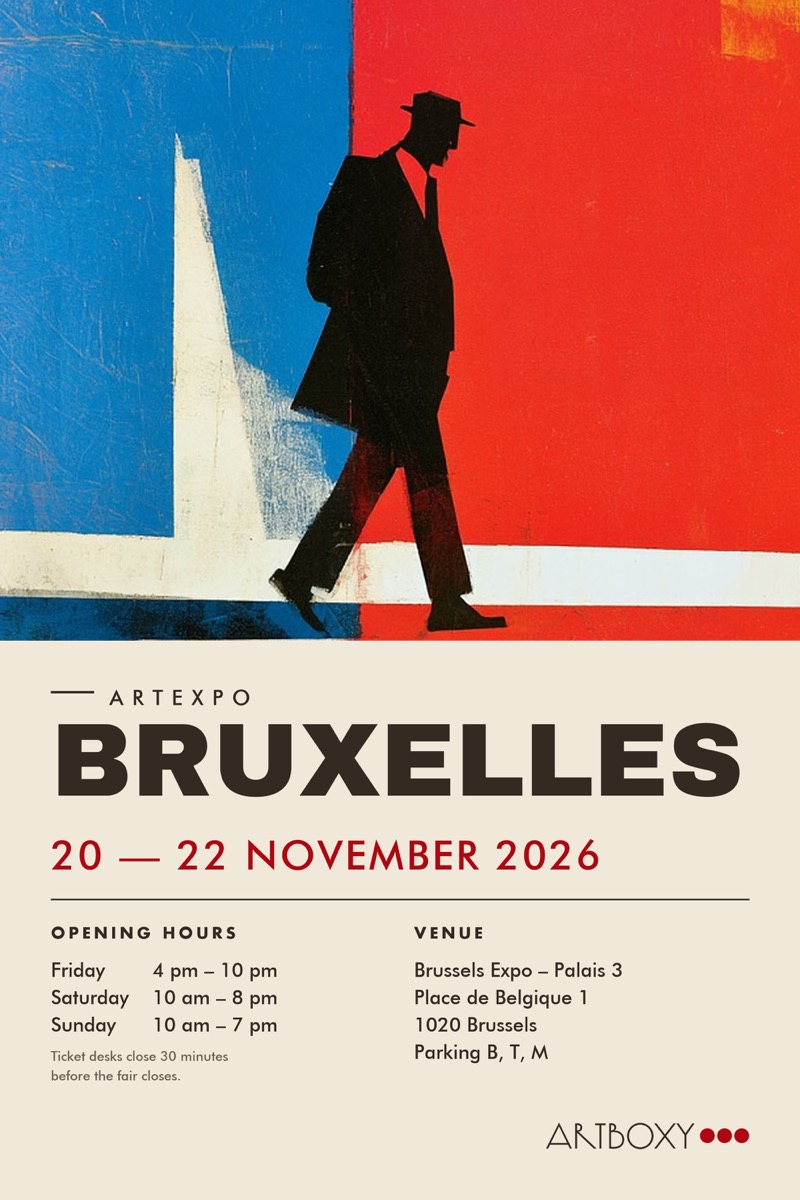 ARTEXPO
BRUXELLES
20 — 22 NOVEMBER 2026
OPENING HOURS
Friday 4 pm – 10 pm
Saturday 10 am – 8 pm
Sunday 10 am – 7 pm
Ticket desks close 30 minutes
before the fair closes.
VENUE
Brussels Expo – Palais 3
Place de Belgique 1
1020 Brussels
Parking B, T, M
ARTBOXY